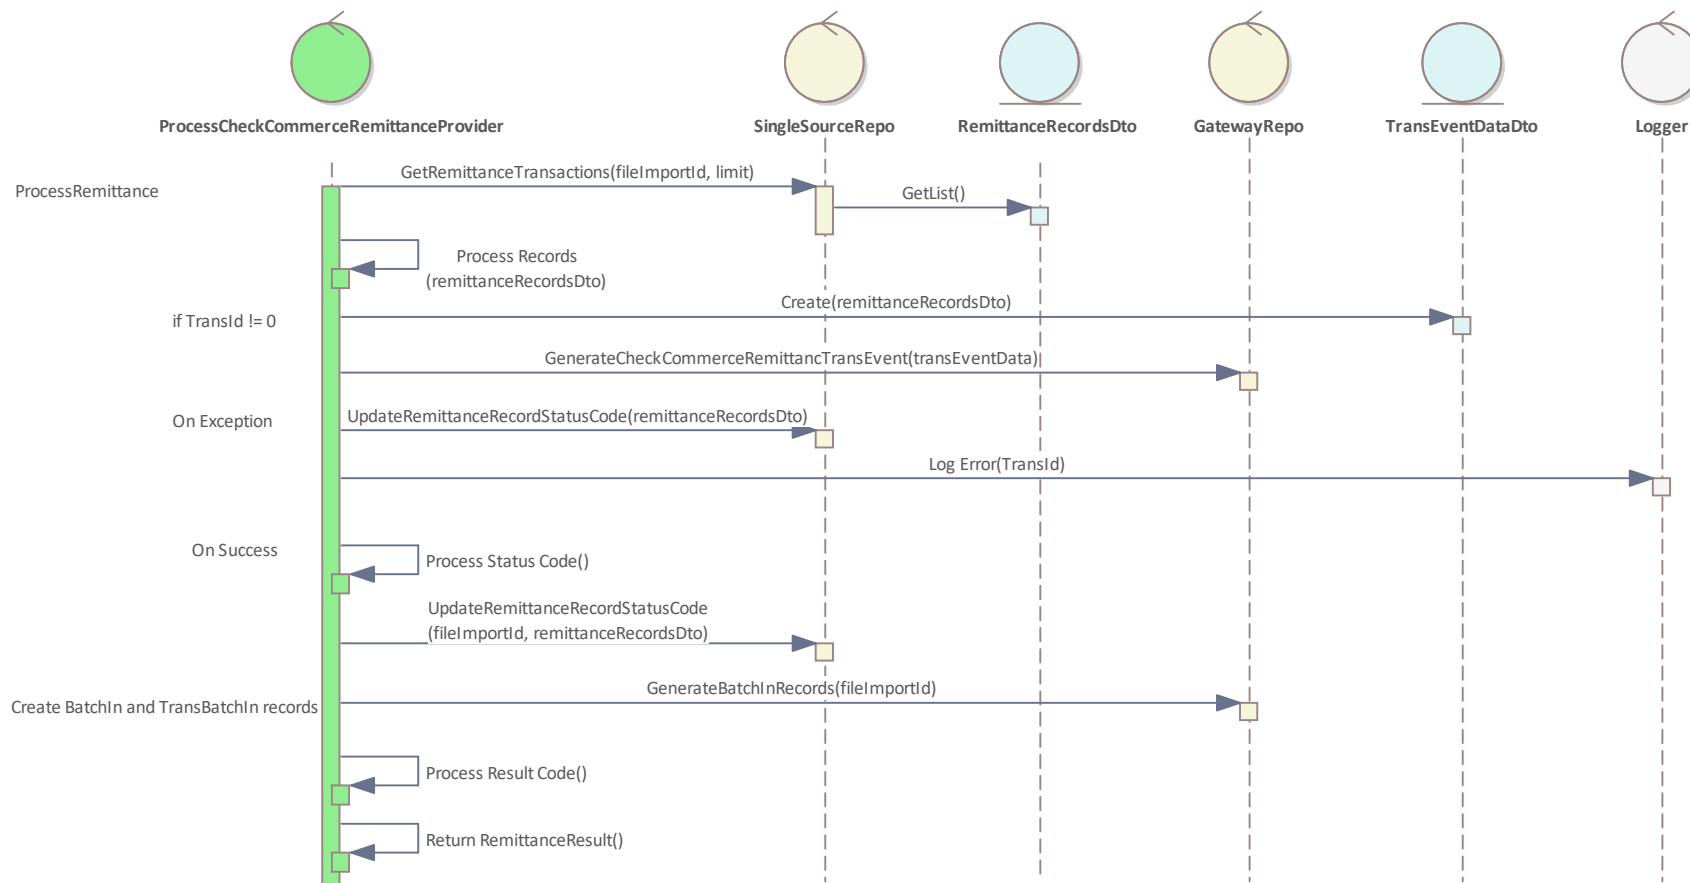 ProcessCheckCommerceRemittanceProvider
SingleSourceRepo
RemittanceRecordsDto
GatewayRepo
TransEventDataDto
Logger
ProcessRemittance
GetRemittanceTransactions(fileImportId, limit)
GetList()
Process Records
(remittanceRecordsDto)
if TransId != 0
Create(remittanceRecordsDto)
GenerateCheckCommerceRemittancTransEvent(transEventData)
On Exception
UpdateRemittanceRecordStatusCode(remittanceRecordsDto)
Log Error(TransId)
On Success
Process Status Code()
UpdateRemittanceRecordStatusCode
(fileImportId, remittanceRecordsDto)
Create BatchIn and TransBatchIn records
GenerateBatchInRecords(fileImportId)
Process Result Code()
Return RemittanceResult()